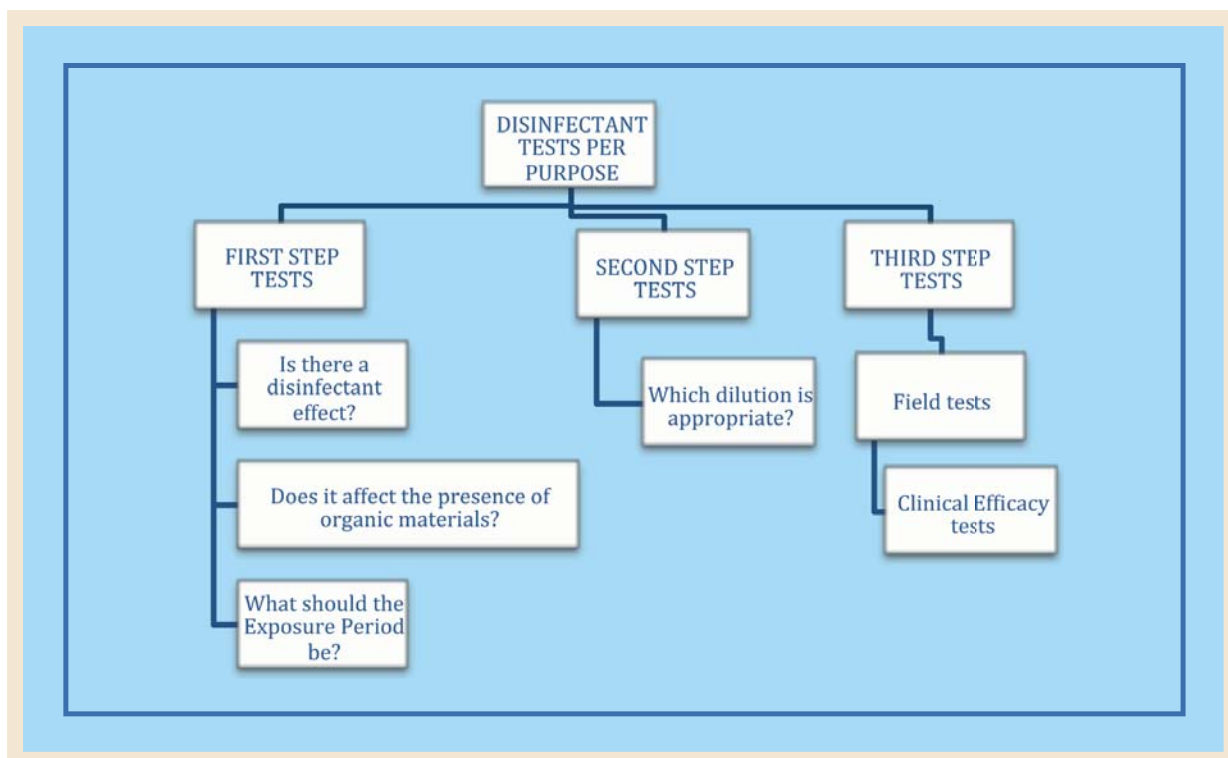 DISINFECTANT
TESTS PER
PURPOSE
FIRST STEP
TESTS
Is there a
disinfectant
effect?
Does it affect the presence of
organic materials?
What should the
Exposure Period
be?
SECOND STEP
TESTS
Which dilution is
appropriate?
THIRD STEP
TESTS
Field tests
Clinical Efficacy
tests